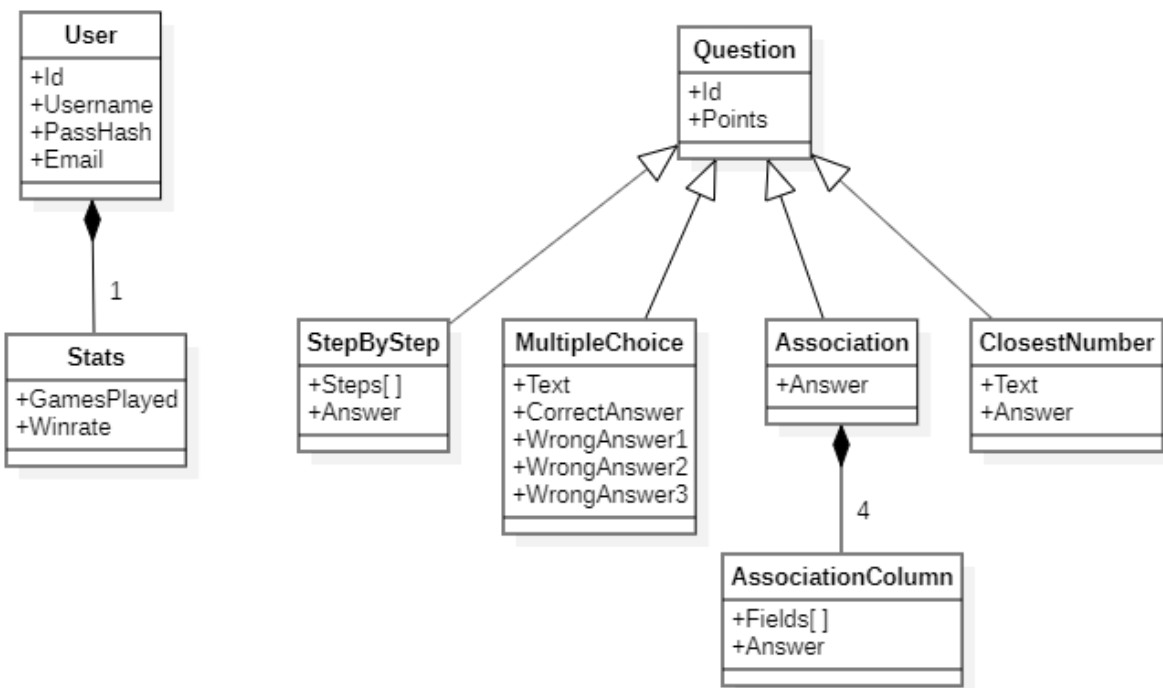 User
+Id
+Username
+PassHash
+Email
1
Stats
+GamesPlayed
+Winrate
Question
+Id
+Points
StepByStep
+Steps[ ]
+Answer
MultipleChoice
+Text
+CorrectAnswer
+WrongAnswer1
+WrongAnswer2
+WrongAnswer3
Association
+Answer
4
AssociationColumn
+Fields[ ]
+Answer
ClosestNumber
+Text
+Answer